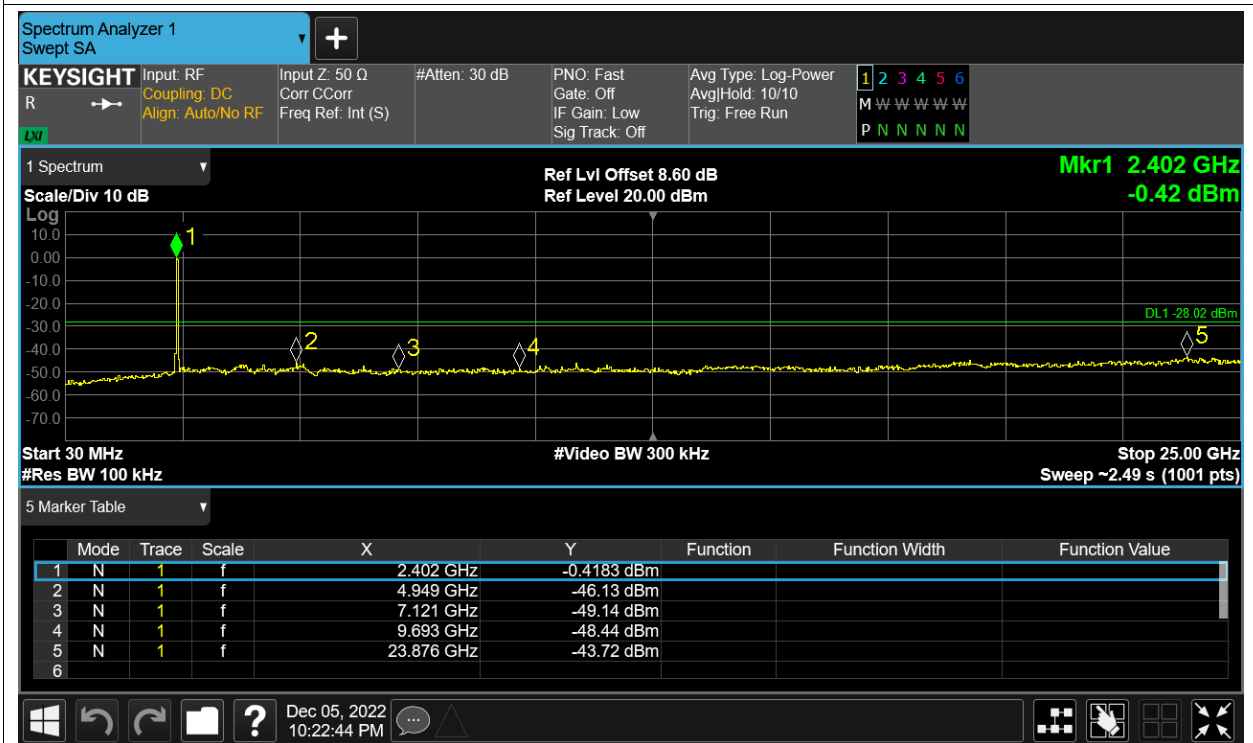 Spectrum Analyzer 1
Swept SA
KEYSIGHT
R
LXI
Input: RF
Coupling: DC
Align: Auto/No RF
Input Z: 50 Ω
Corr CCorr
Freq Ref: Int (S)
#Atten: 30 dB
PNO: Fast
Gate: Off
IF Gain: Low
Sig Track: Off
Avg Type: Log-Power
Avg|Hold: 10/10
Trig: Free Run
1 2 3 4 5 6
M W W W W W
P N N N N N
1 Spectrum
Scale/Div 10 dB
Ref Lvl Offset 8.60 dB
Ref Level 20.00 dBm
Mkr1 2.402 GHz
-0.42 dBm
Log
10.0
0.00
-10.0
-20.0
-30.0
-40.0
-50.0
-60.0
-70.0
1
2
3
4
5
DL1 -28.02 dBm
Start 30 MHz
#Video BW 300 kHz
Stop 25.00 GHz
#Res BW 100 kHz
Sweep ~2.49 s (1001 pts)
5 Marker Table
Mode Trace Scale X Y Function Function Width Function Value
1 N 1 f 2.402 GHz -0.4183 dBm
2 N 1 f 4.949 GHz -46.13 dBm
3 N 1 f 7.121 GHz -49.14 dBm
4 N 1 f 9.693 GHz -48.44 dBm
5 N 1 f 23.876 GHz -43.72 dBm
6
?
Dec 05, 2022
10:22:44 PM